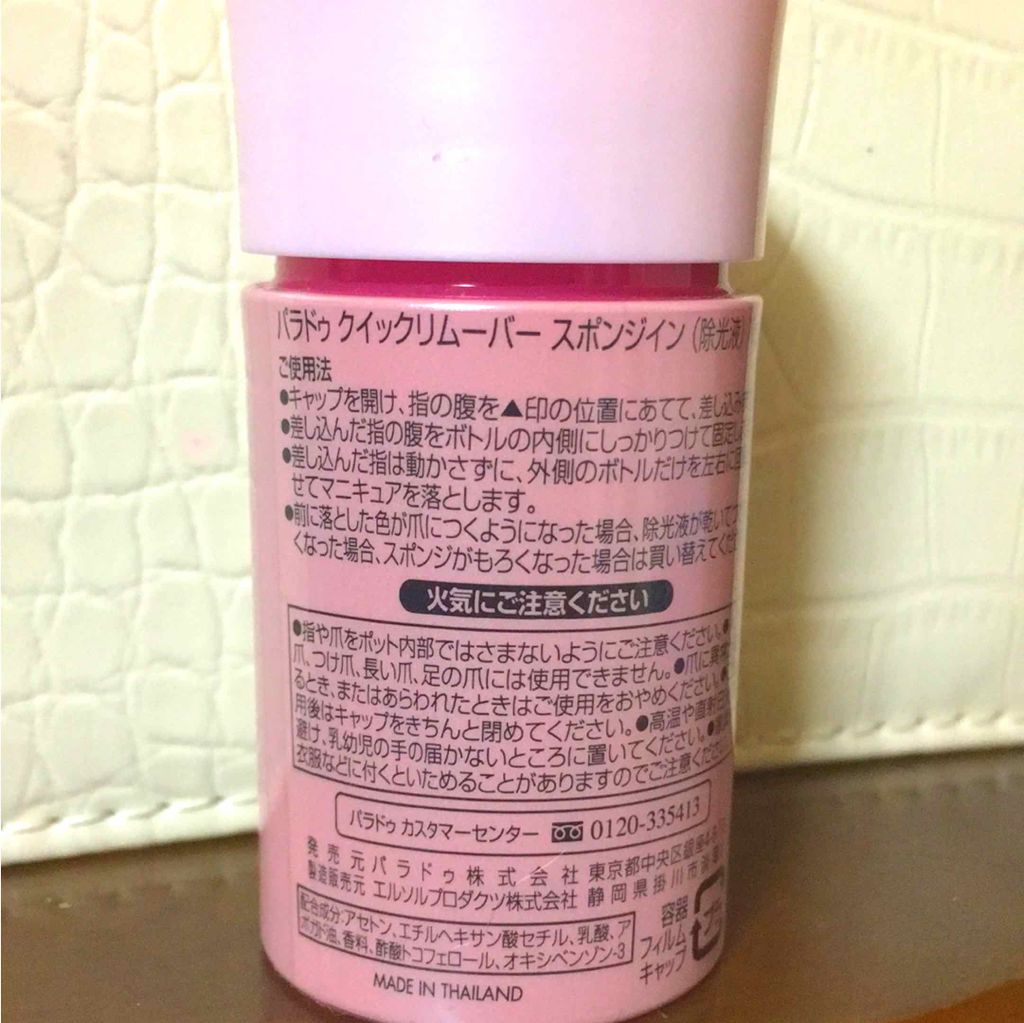 パラドゥ クイックリムーバー スポンジイン (除光液)
ご使用法
●キャップを開け、指の腹を▲印の位置にあてて、差し込み
●差し込んだ指の腹をボトルの内側にしっかりつけて固定し
●差し込んだ指は動かさずに、外側のボトルだけを左右に
せてマニキュアを落とします。
●前に落とした色が爪につくようになった場合、除光液が乾いて
くなった場合、スポンジがもろくなった場合は買い替えてくだ
火気にご注意ください
●指や爪をポット内部ではさまないようにご注意ください。●
爪、つけ爪、長い爪、足の爪には使用できません。●爪に異常
るとき、またはあらわれたときはご使用をおやめください。
用後はキャップをきちんと閉めてください。●高温や直射日
避け、乳幼児の手の届かないところに置いてください。●
衣服などに付くといためることがありますのでご注意くださ
パラドゥ カスタマーセンター 0120-335413
発売元 パラドゥ株式会社 東京都中央区銀座4-
製造販売元 エルソルプロダクツ株式会社 静岡県掛川市
配合成分:アセトン、エチルヘキサン酸セチル、乳酸、ア
ボカド油、香料、酢酸トコフェロール、オキシベンゾン-3
容器
フィルム
キャップ
MADE IN THAILAND